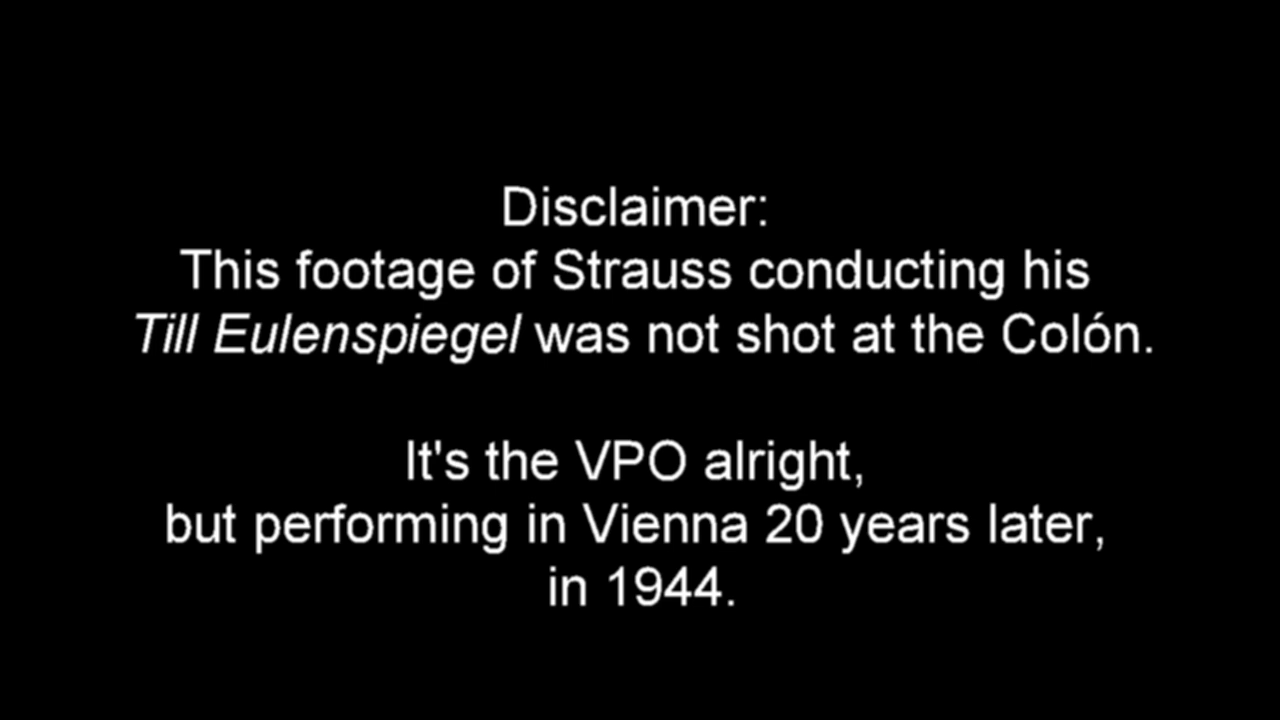 Disclaimer:
This footage of Strauss conducting his
Till Eulenspiegel was not shot at the Colón.
It's the VPO alright,
but performing in Vienna 20 years later,
in 1944.